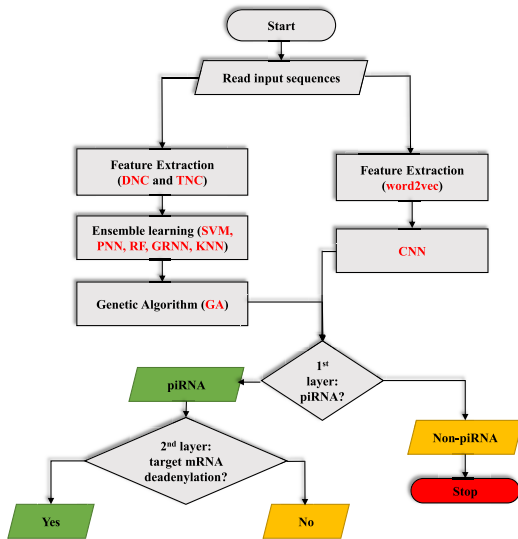 Start
Read input sequences
Feature Extraction
(DNC and TNC)
Feature Extraction
(word2vec)
Ensemble learning (SVM,
PNN, RF, GRNN, KNN)
CNN
Genetic Algorithm (GA)
1st
layer:
piRNA?
piRNA
Non-piRNA
2nd layer:
target mRNA
deadenylation?
Stop
Yes
No